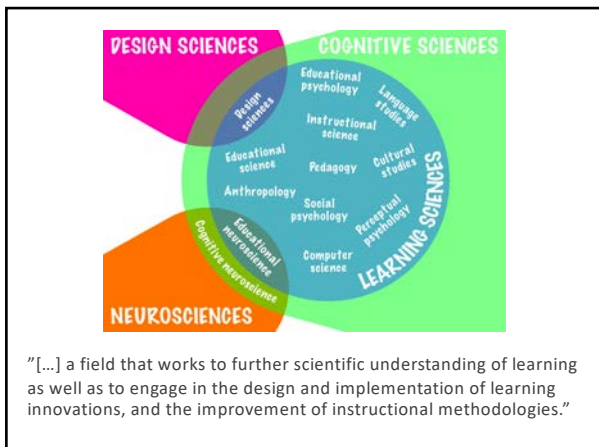 DESIGN SCIENCES
COGNITIVE SCIENCES
Educational
psychology
Language
studies
Design
sciences
Instructional
science
Educational
science
Pedagogy
Cultural
studies
Anthropology
Social
psychology
Perceptual
psychology
LEARNING SCIENCES
Educational
neuroscience
Cognitive neuroscience
Computer
science
NEUROSCIENCES
”[…] a field that works to further scientific understanding of learning
as well as to engage in the design and implementation of learning
innovations, and the improvement of instructional methodologies.”